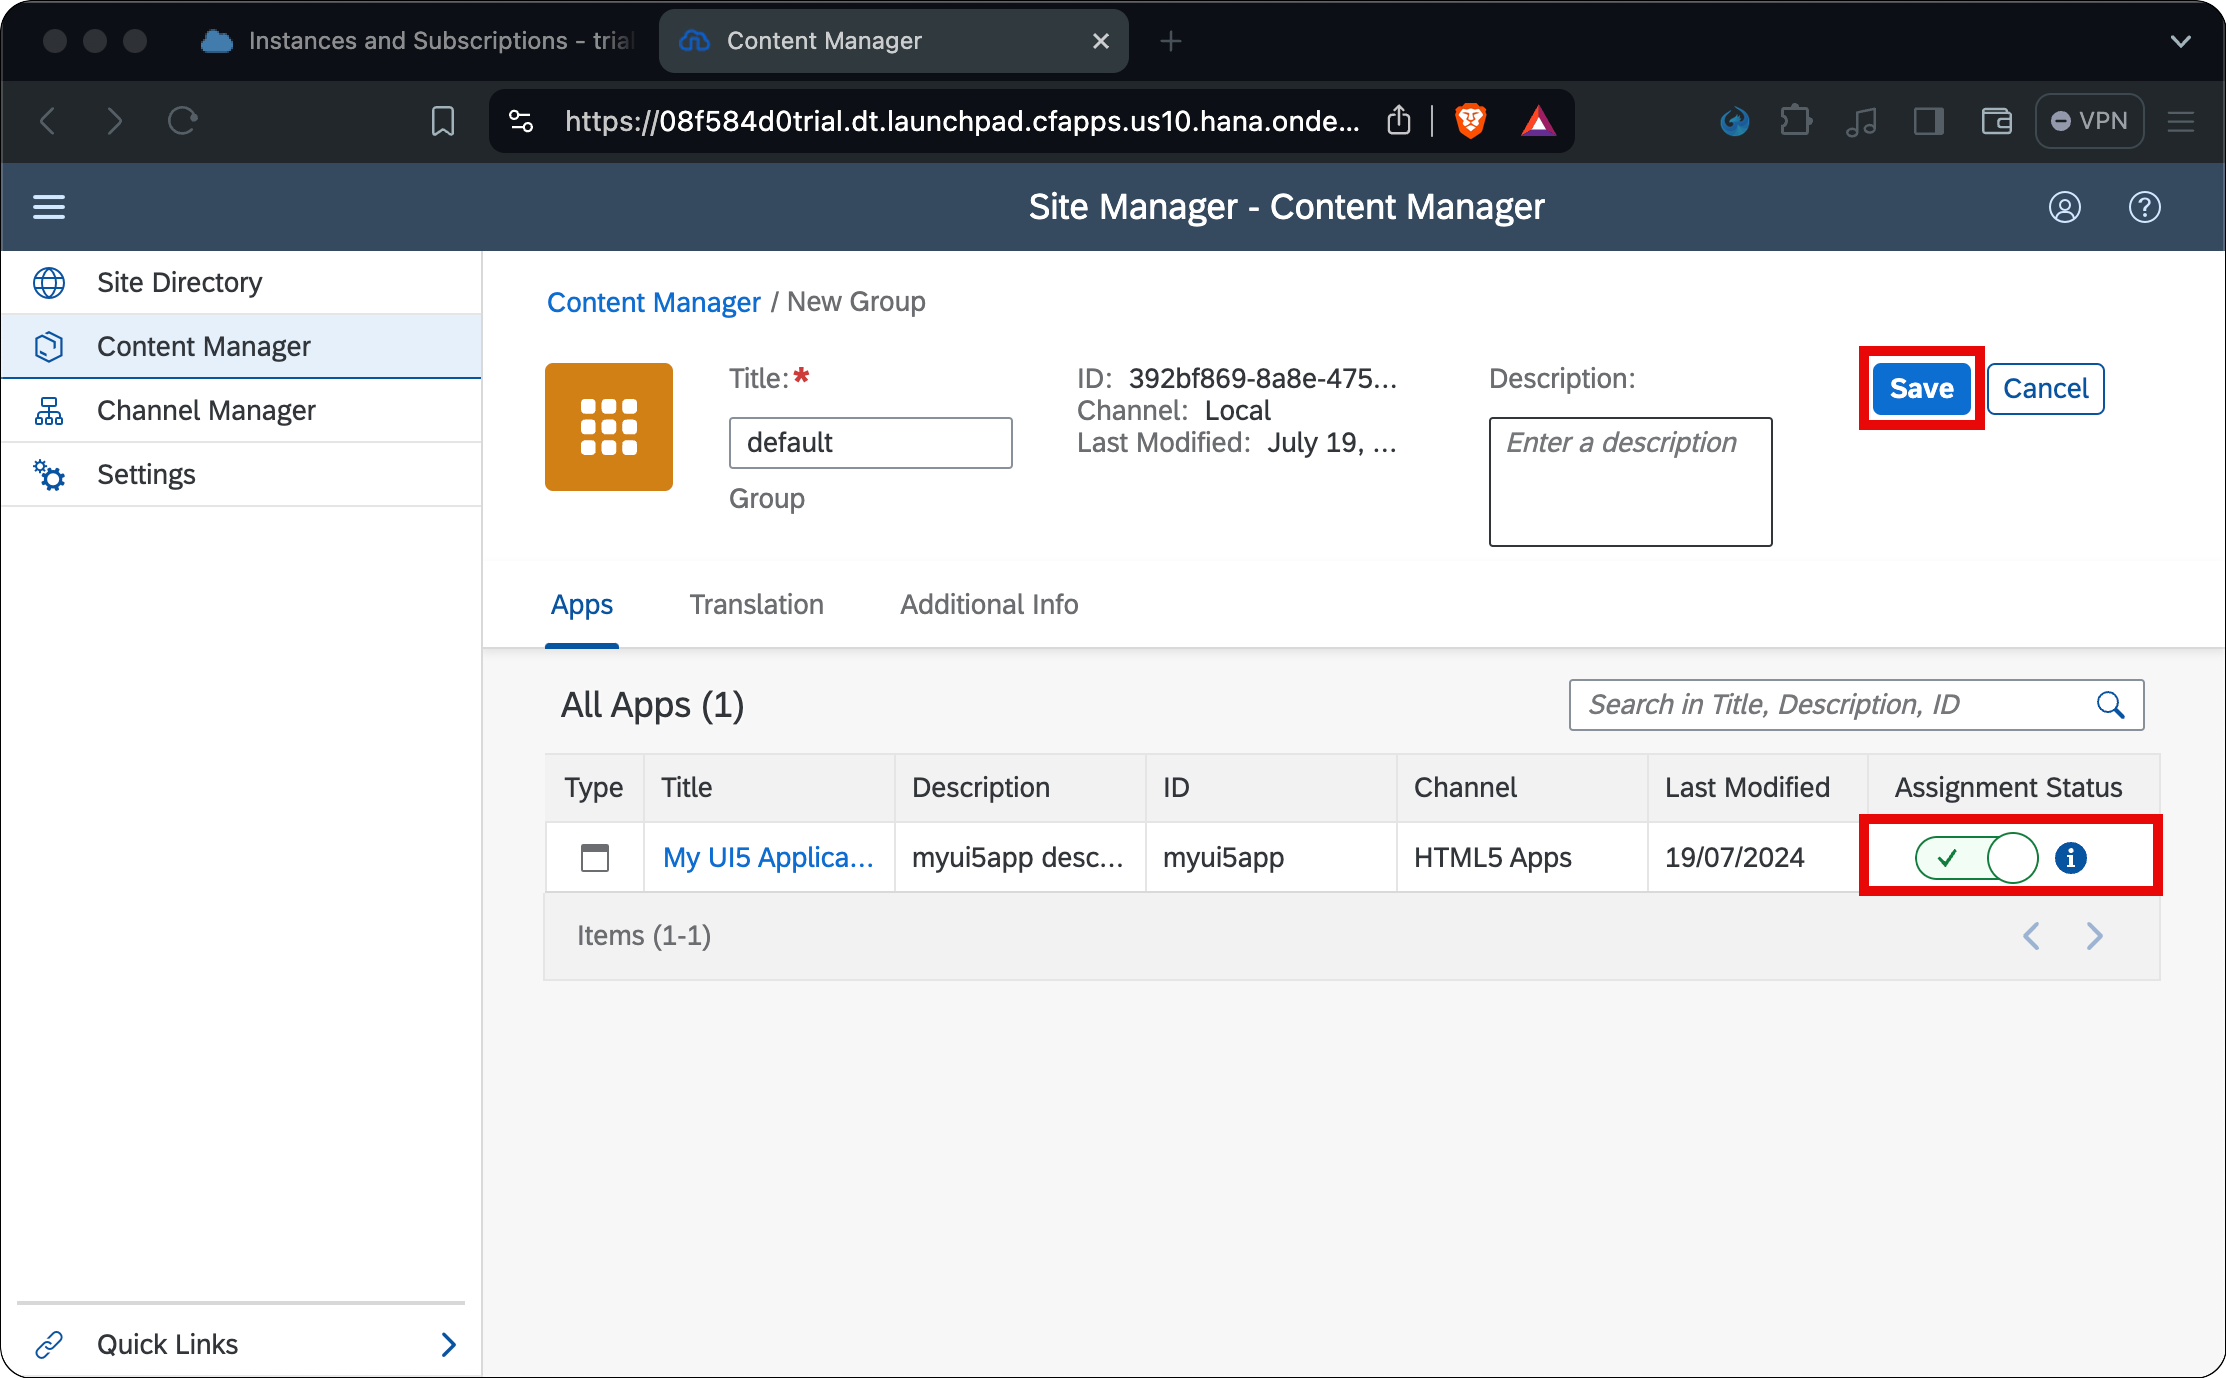 Instances and Subscriptions - trial
Content Manager
https://08f584d0trial.dt.launchpad.cfapps.us10.hana.onde...
VPN
Site Manager - Content Manager
Site Directory
Content Manager
Channel Manager
Settings
Quick Links
Content Manager / New Group
Title:*
default
Group
ID: 392bf869-8a8e-475...
Channel: Local
Last Modified: July 19, ...
Description:
Enter a description
Save
Cancel
Apps
Translation
Additional Info
All Apps (1)
Search in Title, Description, ID
Type Title Description ID Channel Last Modified Assignment Status
My UI5 Applica... myui5app desc... myui5app HTML5 Apps 19/07/2024
Items (1-1)